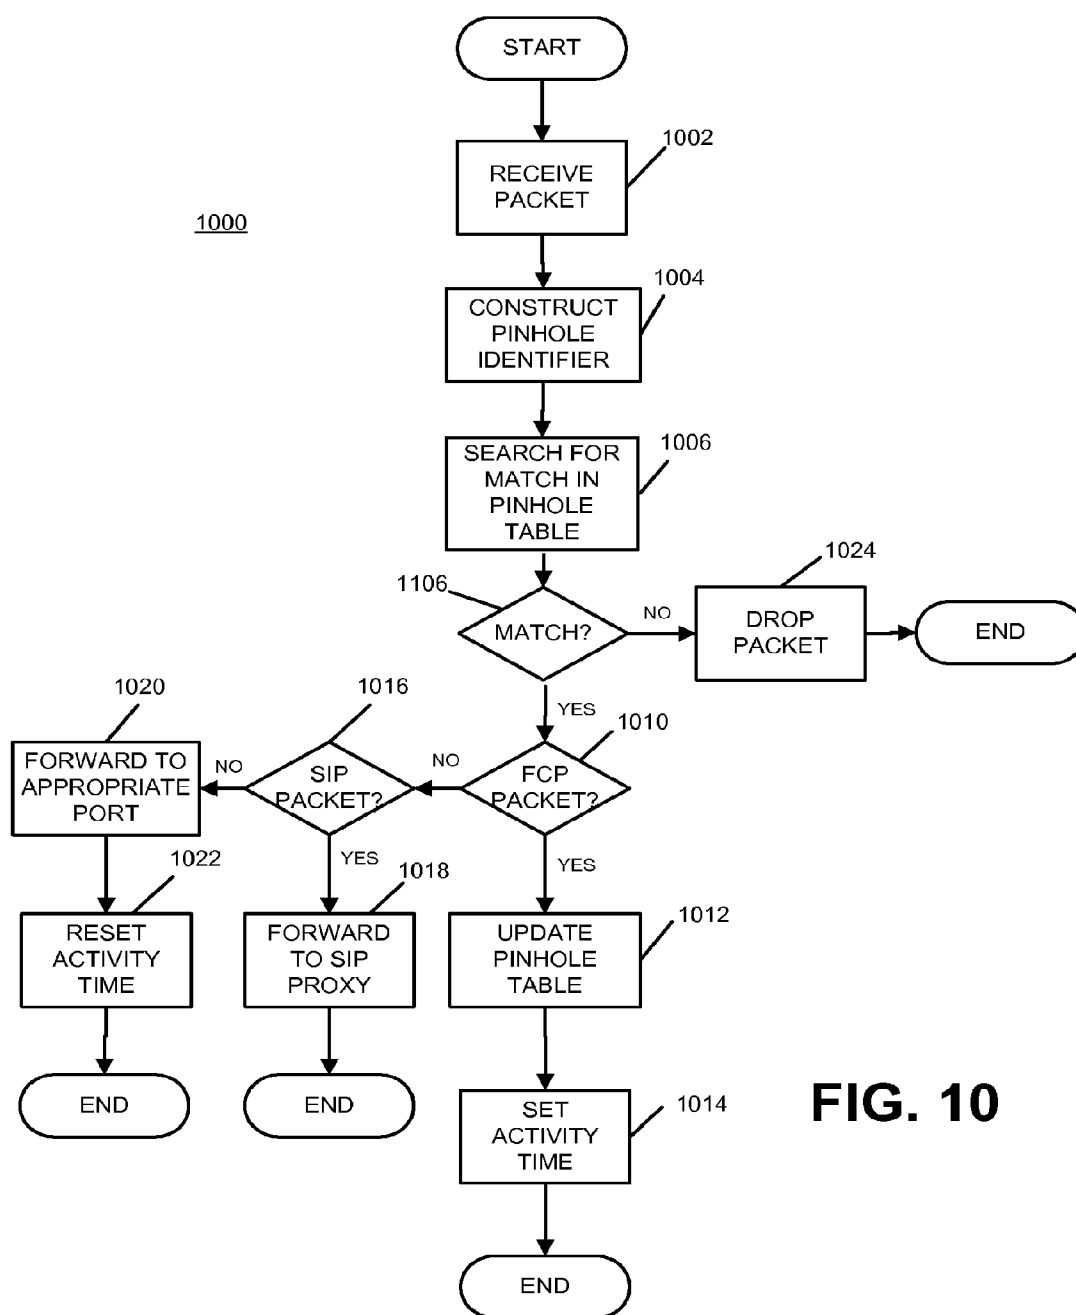 START
1002
RECEIVE
PACKET
1000
1004
CONSTRUCT
PINHOLE
IDENTIFIER
1006
SEARCH FOR
MATCH IN
PINHOLE
TABLE
1024
1106
MATCH?
NO
DROP
PACKET
END
YES
1020
1016
1010
FORWARD TO
APPROPRIATE
PORT
NO
SIP
PACKET?
NO
FCP
PACKET?
1022
YES
1018
YES
1012
RESET
ACTIVITY
TIME
FORWARD
TO SIP
PROXY
UPDATE
PINHOLE
TABLE
END
END
1014
SET
ACTIVITY
TIME
FIG. 10
END